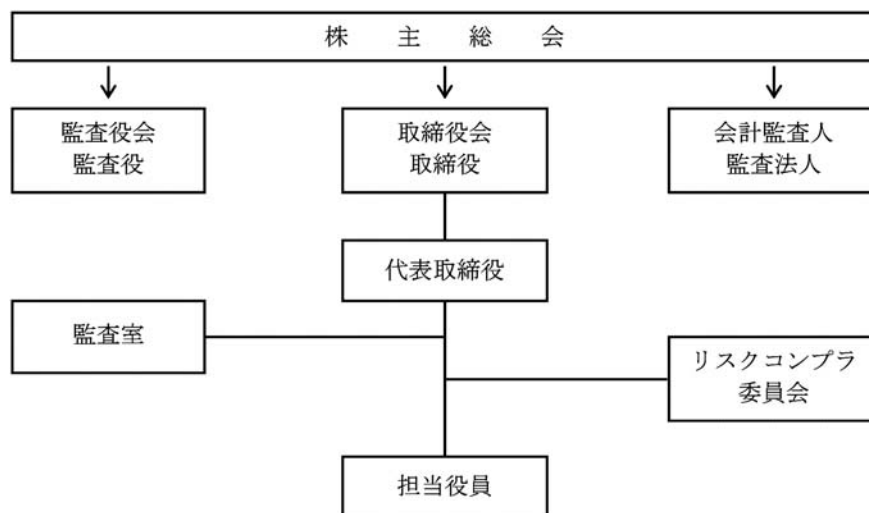 株主総会
監査役会
監査役
取締役会
取締役
会計監査人
監査法人
代表取締役
監査室
リスクコンプラ
委員会
担当役員